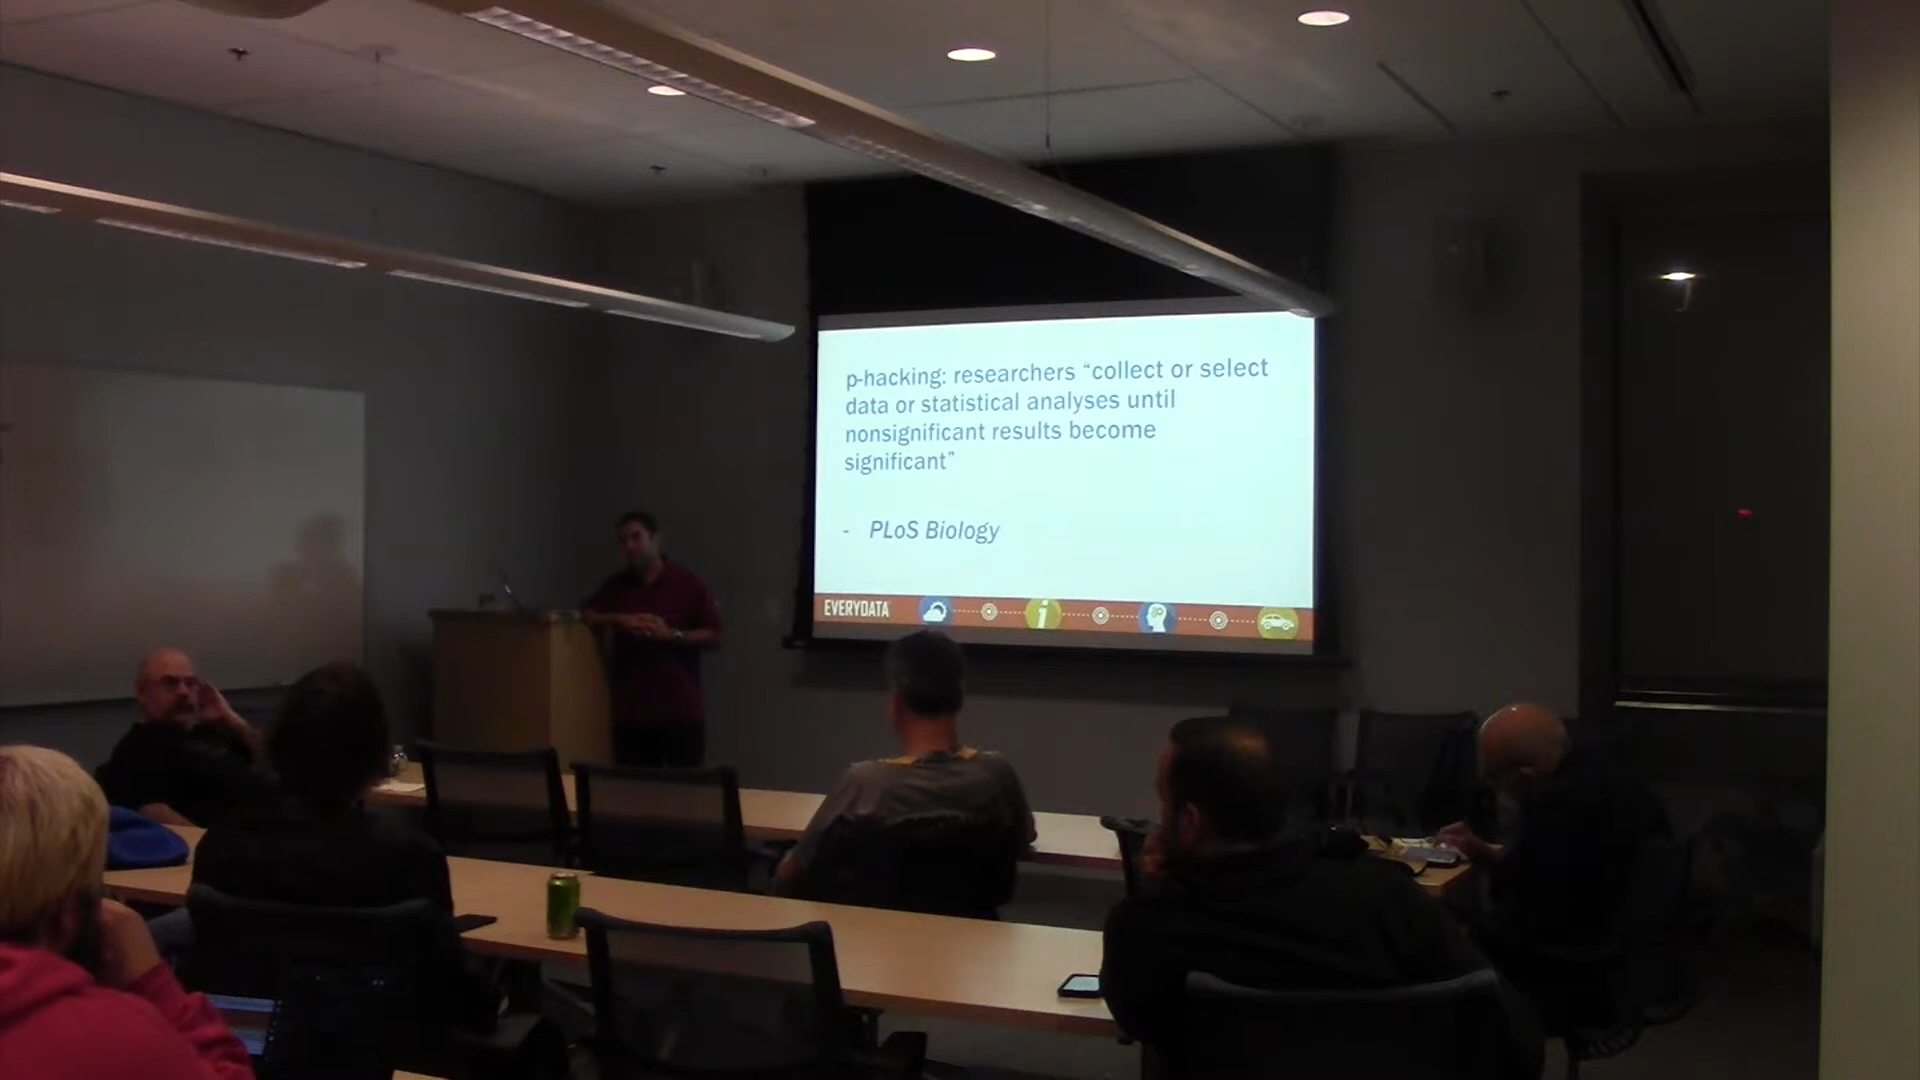 p-hacking: researchers “collect or select
data or statistical analyses until
nonsignificant results become
significant”
- PLoS Biology
EVERYDATA